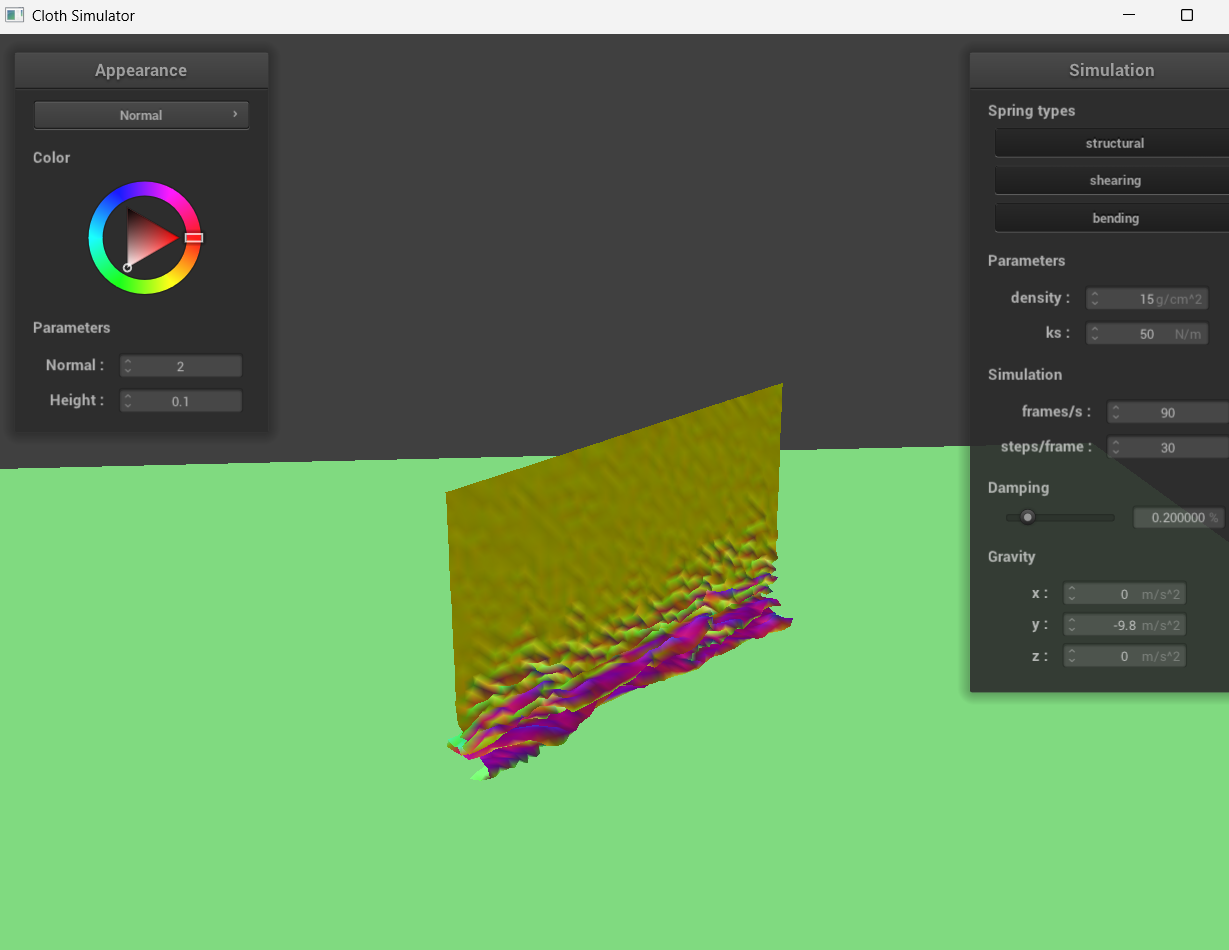 Cloth Simulator
Appearance
Normal
Color
Parameters
Normal : 2
Height : 0.1
Simulation
Spring types
structural
shearing
bending
Parameters
density : 15 g/cm^2
ks : 50 N/m
Simulation
frames/s : 90
steps/frame : 30
Damping
0.200000 %
Gravity
x : 0 m/s^2
y : -9.8 m/s^2
z : 0 m/s^2